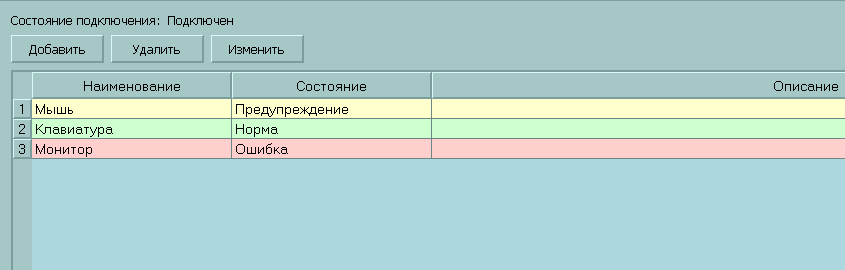 Состояние подключения: Подключен
Добавить Удалить Изменить
Наименование Состояние Описание
1 Мышь Предупреждение
2 Клавиатура Норма
3 Монитор Ошибка